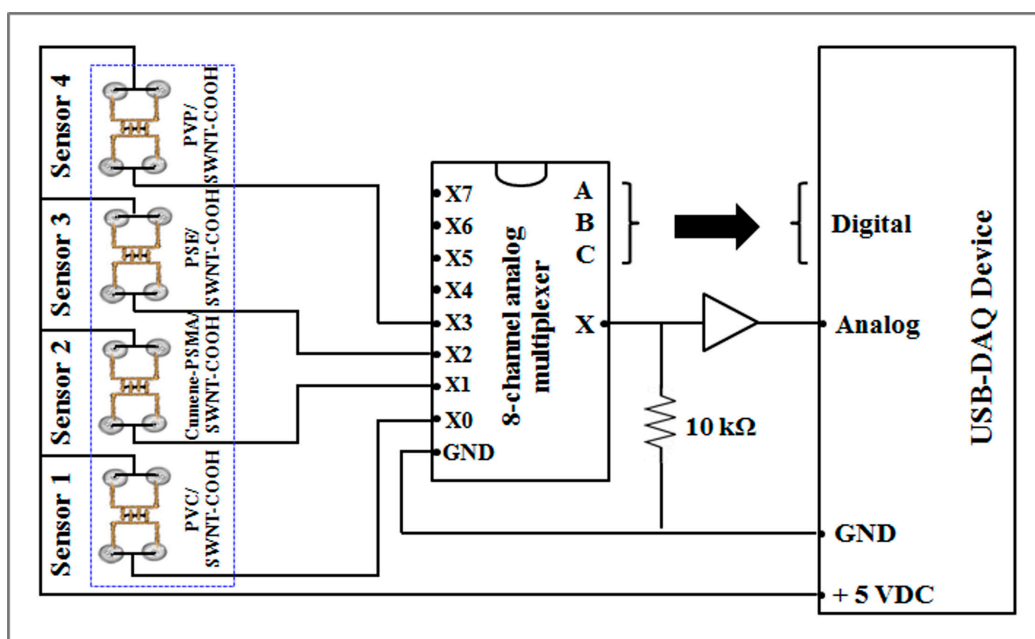 Sensor 4
PVP/
SWNT-COOH
Sensor 3
PSE/
SWNT-COOH
Sensor 2
Cumene-PSMA/
SWNT-COOH
Sensor 1
PVC/
SWNT-COOH
X7
X6
X5
X4
X3
X2
X1
X0
GND
8-channel analog
multiplexer
A
B
C
X
10 kΩ
Digital
Analog
GND
+ 5 VDC
USB-DAQ Device